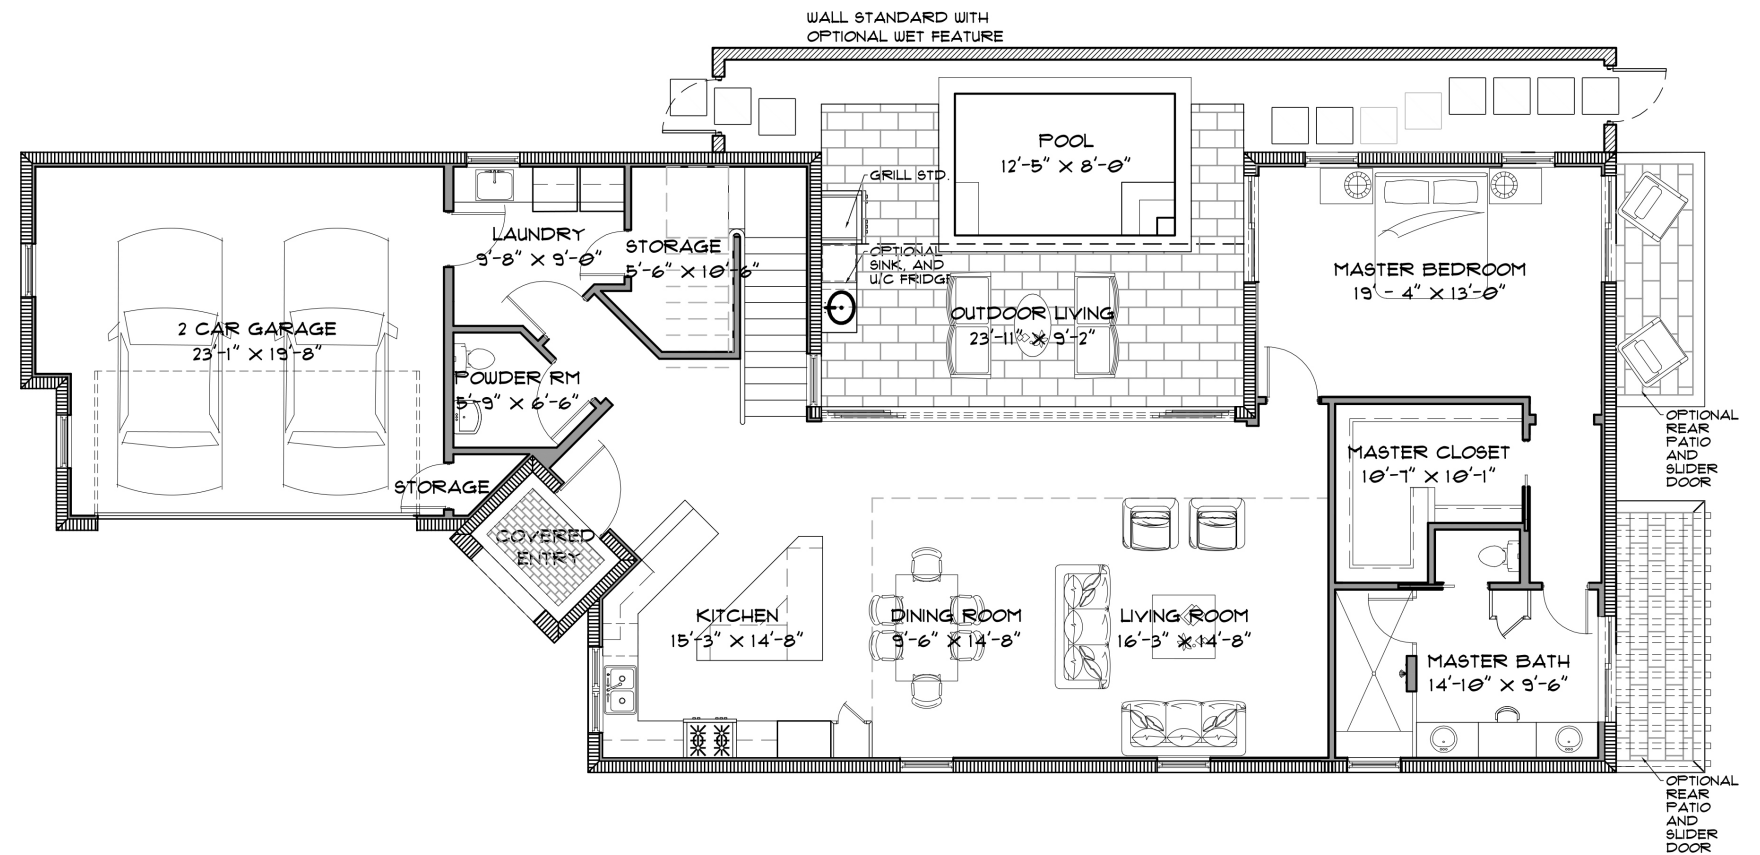 WALL STANDARD WITH
OPTIONAL WET FEATURE
POOL
12'-5" X 8'-0"
GRILL STD.
OPTIONAL
SINK, AND
U/C FRIDGE
LAUNDRY
9'-8" X 9'-0"
STORAGE
5'-6" X 10'-6"
MASTER BEDROOM
19' - 4" X 13'-0"
OUTDOOR LIVING
23'-11" X 9'-2"
2 CAR GARAGE
23'-1" X 19'-8"
POWDER RM
5'-9" X 6'-6"
OPTIONAL
REAR
PATIO
AND
SLIDER
DOOR
MASTER CLOSET
10'-7" X 10'-1"
STORAGE
COVERED
ENTRY
KITCHEN
15'-3" X 14'-8"
DINING ROOM
9'-6" X 14'-8"
LIVING ROOM
16'-3" X 14'-8"
MASTER BATH
14'-10" X 9'-6"
OPTIONAL
REAR
PATIO
AND
SLIDER
DOOR